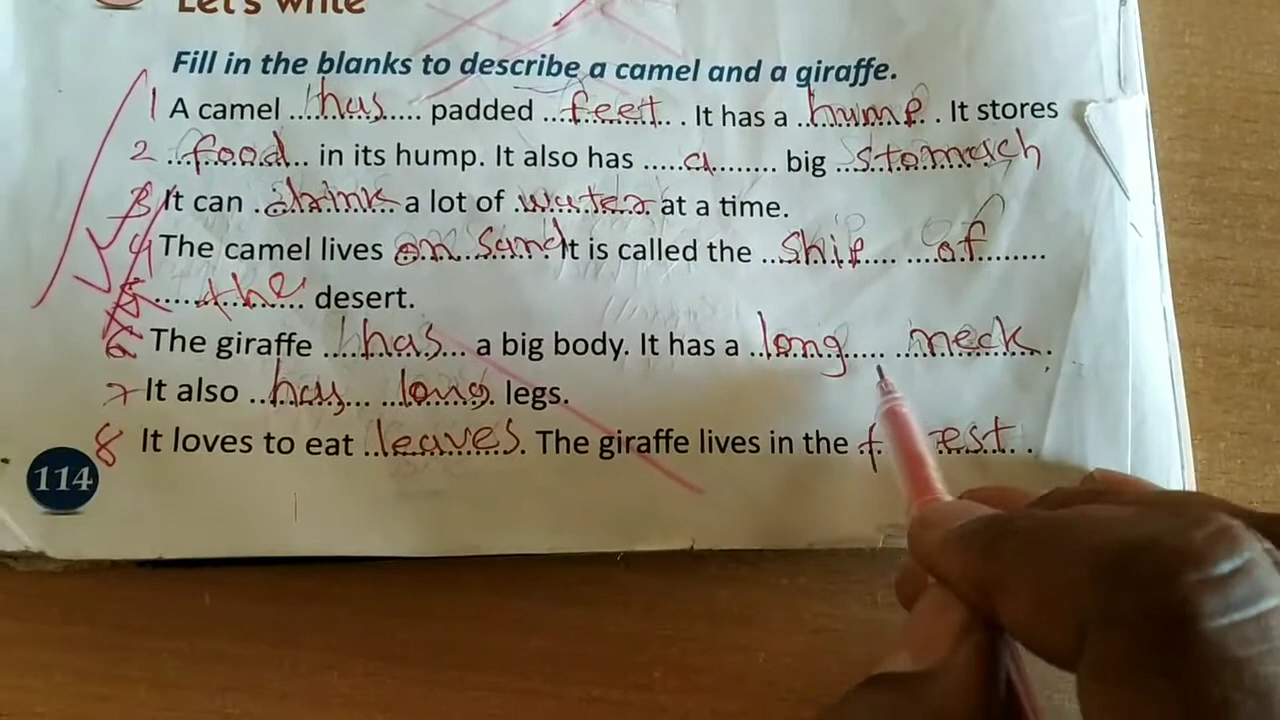 Let's write
Fill in the blanks to describe a camel and a giraffe.
1 A camel ...has... padded ...feet... . It has a ...hump... . It stores
2 ...food... in its hump. It also has ...a... big ...stomach
3 It can ...drink... a lot of ...water... at a time.
4 The camel lives on sand It is called the ...ship... ...of...
5 ...the... desert.
6 The giraffe ...has... a big body. It has a ...long... ...neck... .
7 It also ...has... ...long... legs.
8 It loves to eat ...leaves... . The giraffe lives in the
114